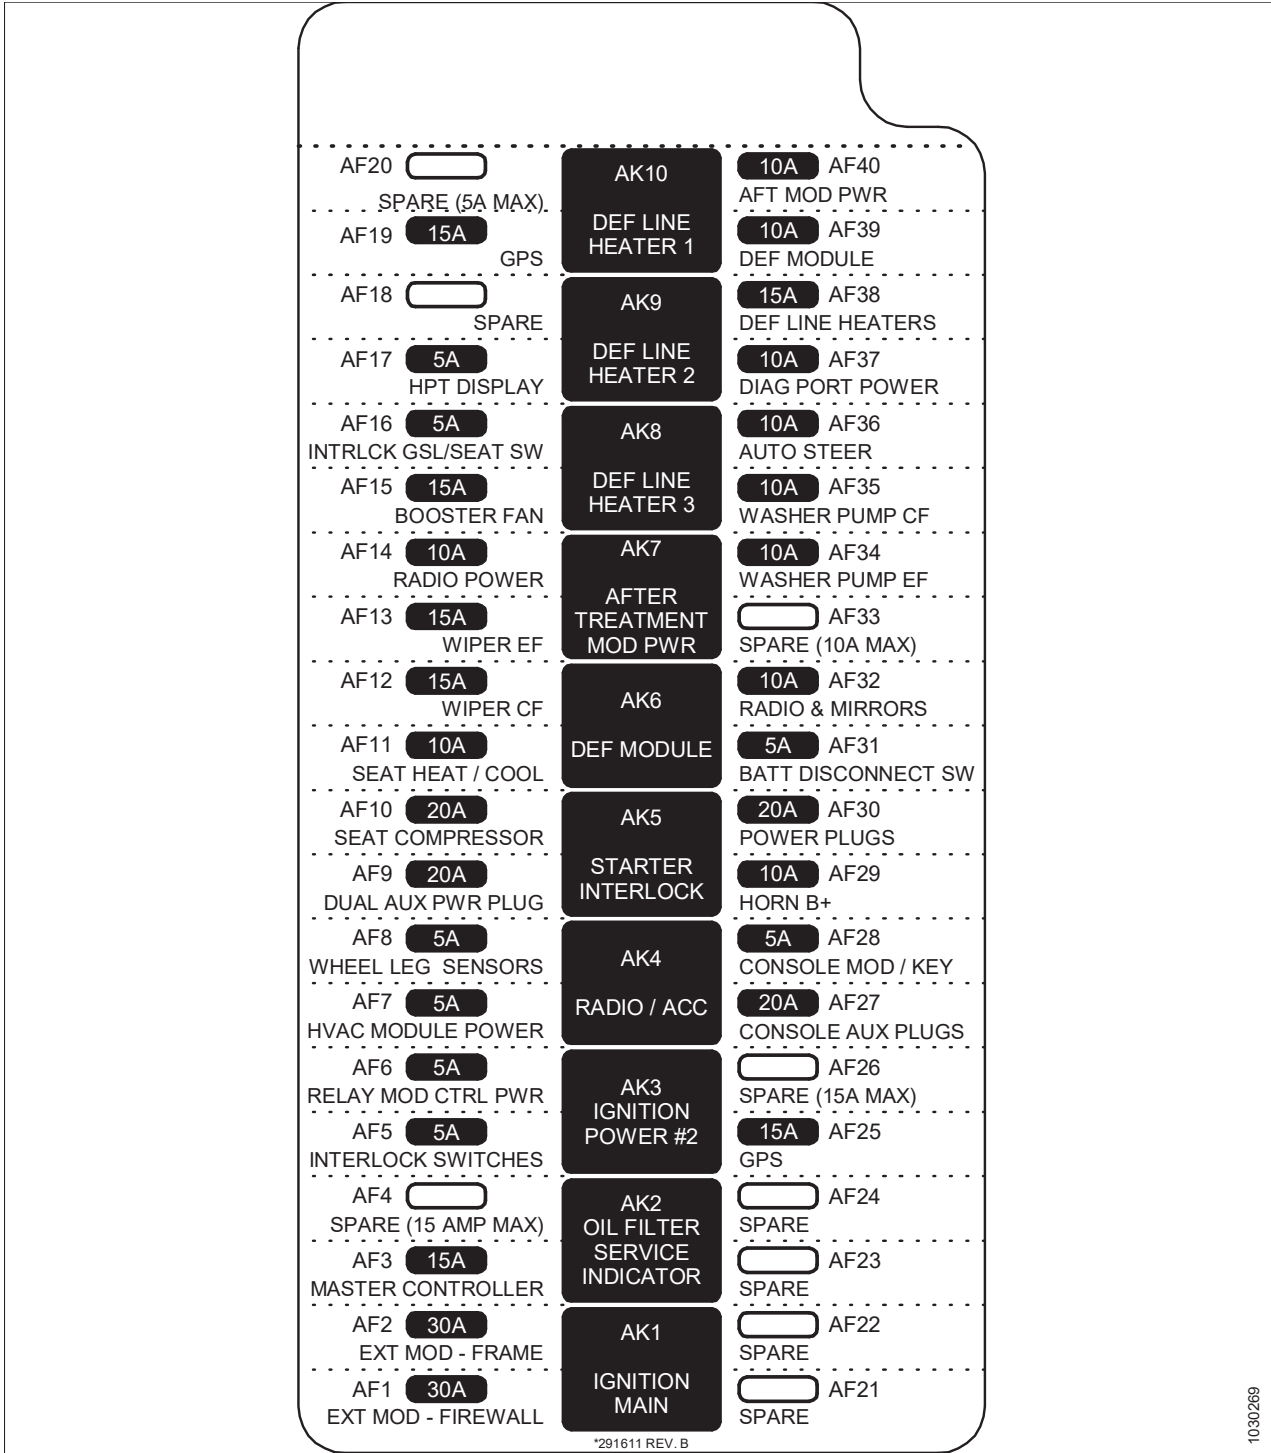 AF20
SPARE (5A MAX)
AF19 15A
GPS
AF18
SPARE
AF17 5A
HPT DISPLAY
AF16 5A
INTRLCK GSL/SEAT SW
AF15 15A
BOOSTER FAN
AF14 10A
RADIO POWER
AF13 15A
WIPER EF
AF12 15A
WIPER CF
AF11 10A
SEAT HEAT / COOL
AF10 20A
SEAT COMPRESSOR
AF9 20A
DUAL AUX PWR PLUG
AF8 5A
WHEEL LEG SENSORS
AF7 5A
HVAC MODULE POWER
AF6 5A
RELAY MOD CTRL PWR
AF5 5A
INTERLOCK SWITCHES
AF4
SPARE (15 AMP MAX)
AF3 15A
MASTER CONTROLLER
AF2 30A
EXT MOD - FRAME
AF1 30A
EXT MOD - FIREWALL
AK10
DEF LINE
HEATER 1
AK9
DEF LINE
HEATER 2
AK8
DEF LINE
HEATER 3
AK7
AFTER
TREATMENT
MOD PWR
AK6
DEF MODULE
AK5
STARTER
INTERLOCK
AK4
RADIO / ACC
AK3
IGNITION
POWER #2
AK2
OIL FILTER
SERVICE
INDICATOR
AK1
IGNITION
MAIN
10A AF40
AFT MOD PWR
10A AF39
DEF MODULE
15A AF38
DEF LINE HEATERS
10A AF37
DIAG PORT POWER
10A AF36
AUTO STEER
10A AF35
WASHER PUMP CF
10A AF34
WASHER PUMP EF
AF33
SPARE (10A MAX)
10A AF32
RADIO & MIRRORS
5A AF31
BATT DISCONNECT SW
20A AF30
POWER PLUGS
10A AF29
HORN B+
5A AF28
CONSOLE MOD / KEY
20A AF27
CONSOLE AUX PLUGS
AF26
SPARE (15A MAX)
15A AF25
GPS
AF24
SPARE
AF23
SPARE
AF22
SPARE
AF21
SPARE
*291611 REV. B
1030269